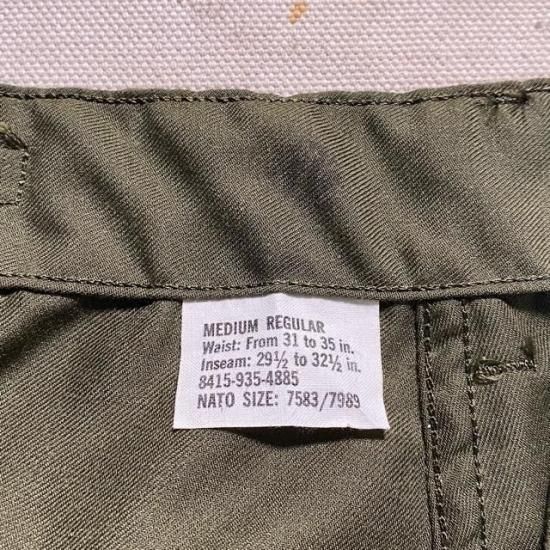 MEDIUM REGULAR
Waist: From 31 to 35 in.
Inseam: 29½ to 32½ in.
8415-935-4885
NATO SIZE: 7583/7989